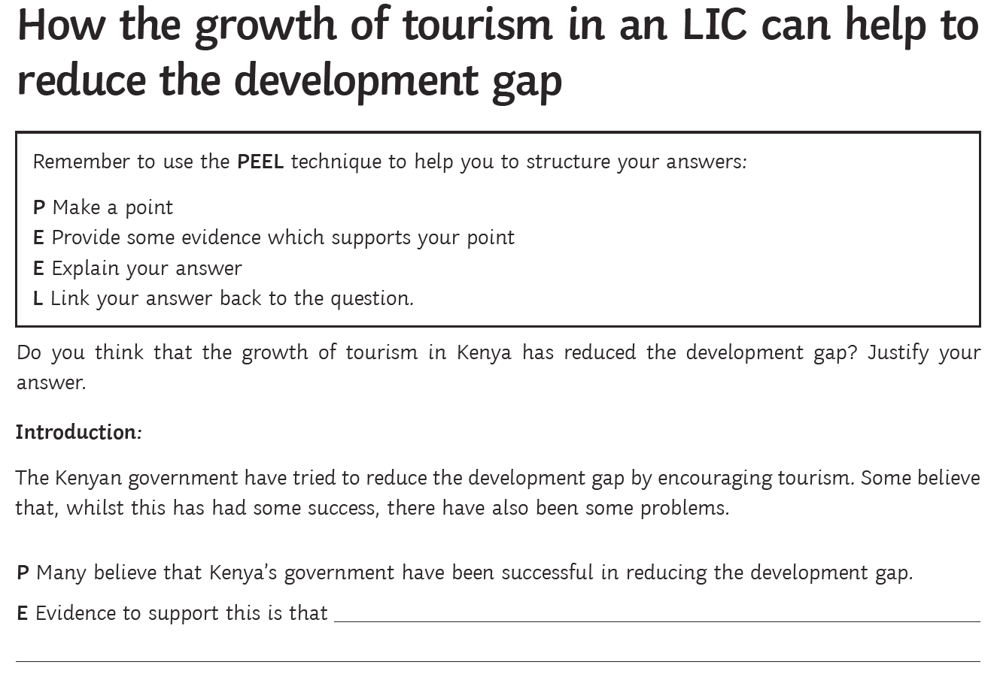 How the growth of tourism in an LIC can help to
reduce the development gap
Remember to use the PEEL technique to help you to structure your answers:
P Make a point
E Provide some evidence which supports your point
E Explain your answer
L Link your answer back to the question.
Do you think that the growth of tourism in Kenya has reduced the development gap? Justify your
answer.
Introduction:
The Kenyan government have tried to reduce the development gap by encouraging tourism. Some believe
that, whilst this has had some success, there have also been some problems.
P Many believe that Kenya’s government have been successful in reducing the development gap.
E Evidence to support this is that